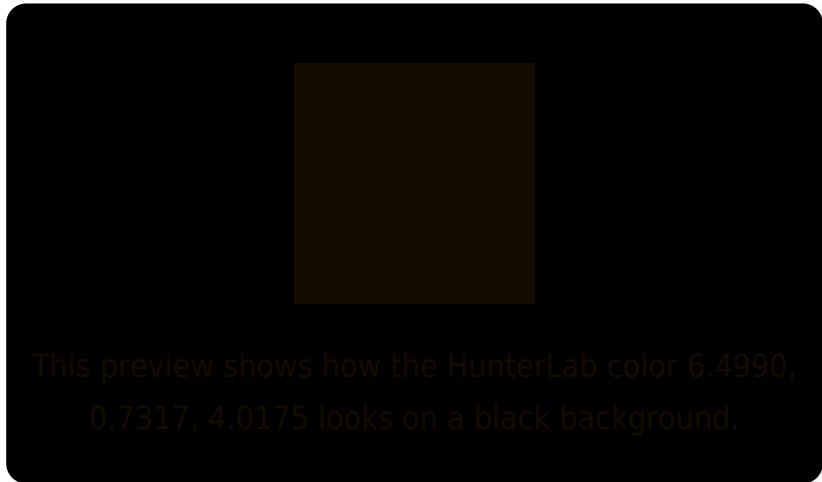 This preview shows how the HunterLab color 6.4990,
0.7317, 4.0175 looks on a black background.